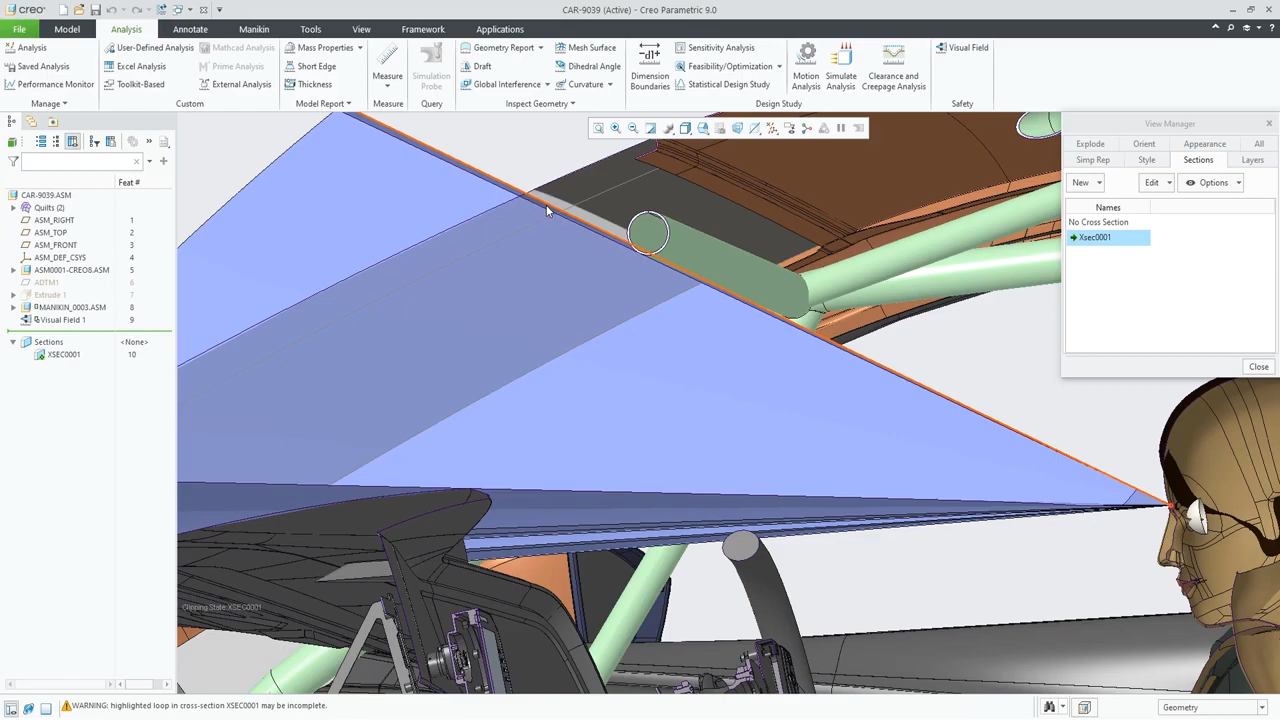 creo
CAR-9039 (Active) - Creo Parametric 9.0
File Model Analysis Annotate Manikin Tools View Framework Applications
Analysis
Saved Analysis
Performance Monitor
Manage
User-Defined Analysis
Excel Analysis
Toolkit-Based
Mathcad Analysis
Prime Analysis
External Analysis
Custom
Mass Properties
Short Edge
Thickness
Model Report
Measure
Measure
Simulation
Probe
Query
Geometry Report
Draft
Global Interference
Mesh Surface
Dihedral Angle
Curvature
Inspect Geometry
Dimension
Boundaries
Sensitivity Analysis
Feasibility/Optimization
Statistical Design Study
Motion
Analysis
Simulate
Analysis
Clearance and
Creepage Analysis
Design Study
Visual Field
Safety
Feat #
CAR-9039.ASM
Quilts (2)
ASM_RIGHT 1
ASM_TOP 2
ASM_FRONT 3
ASM_DEF_CSYS 4
ASM0001-CREO8.ASM 5
ADTM1 6
Extrude 1 7
MANIKIN_0003.ASM 8
Visual Field 1 9
Sections <None>
XSEC0001 10
View Manager
Explode Orient Appearance All
Simp Rep Style Sections Layers
New Edit Options
Names
No Cross Section
Xsec0001
Close
Clipping State:XSEC0001
WARNING: highlighted loop in cross-section XSEC0001 may be incomplete.
Geometry